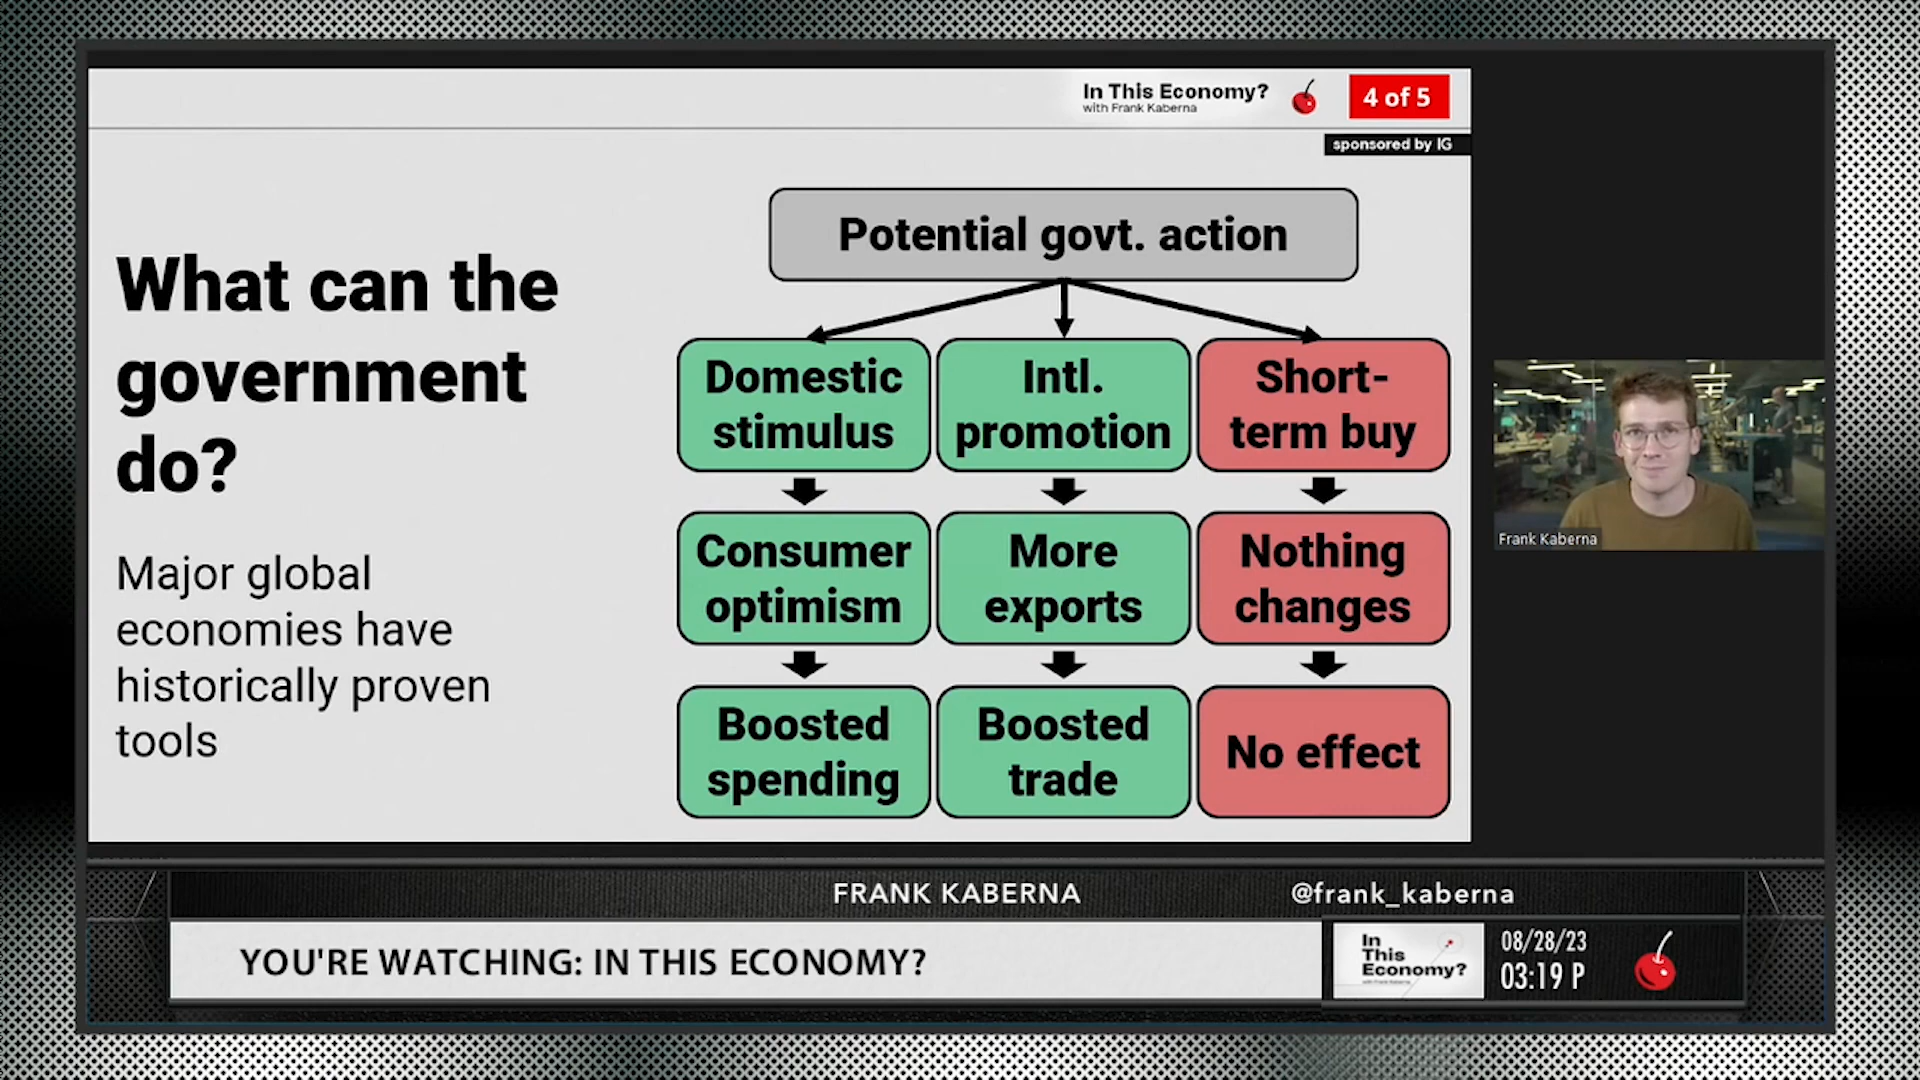 In This Economy?
with Frank Kaberna
4 of 5
sponsored by IG
What can the
government
do?
Major global
economies have
historically proven
tools
Potential govt. action
Domestic
stimulus
Intl.
promotion
Short-
term buy
Consumer
optimism
More
exports
Nothing
changes
Boosted
spending
Boosted
trade
No effect
Frank Kaberna
FRANK KABERNA
@frank_kaberna
YOU'RE WATCHING: IN THIS ECONOMY?
In
This
Economy?
with Frank Kaberna
08/28/23
03:19 P